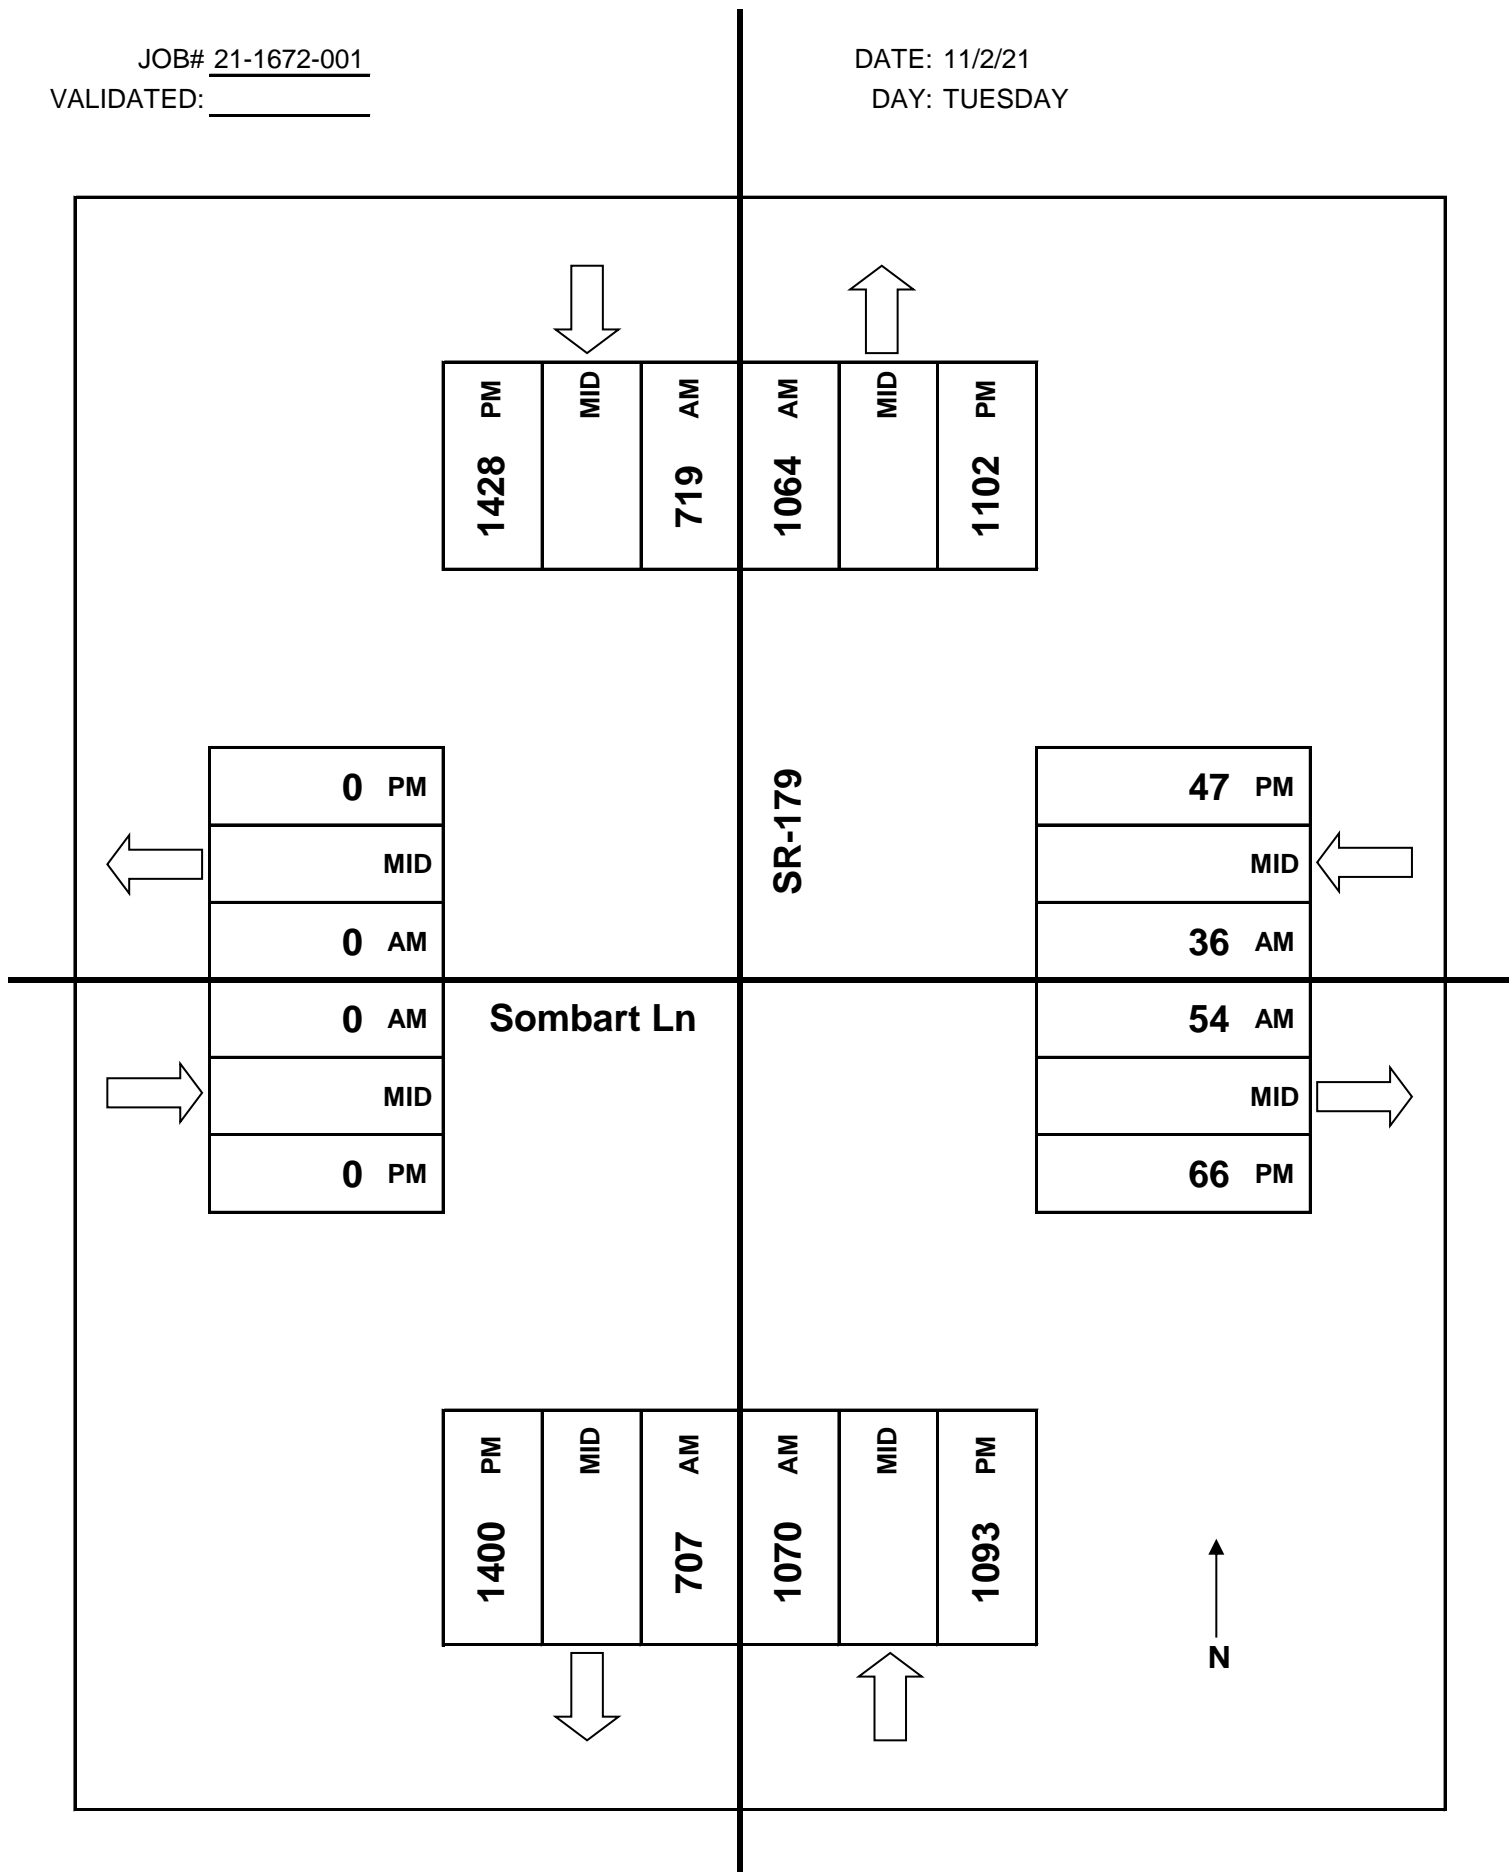 JOB# 21-1672-001
DATE: 11/2/21
VALIDATED:
DAY: TUESDAY
PM MID AM AM MID PM
1428 719 1064 1102
SR-179
0 PM
47 PM
MID
MID
0 AM
36 AM
0 AM
Sombart Ln
54 AM
MID
MID
0 PM
66 PM
PM MID AM AM MID PM
1400 707 1070 1093
N